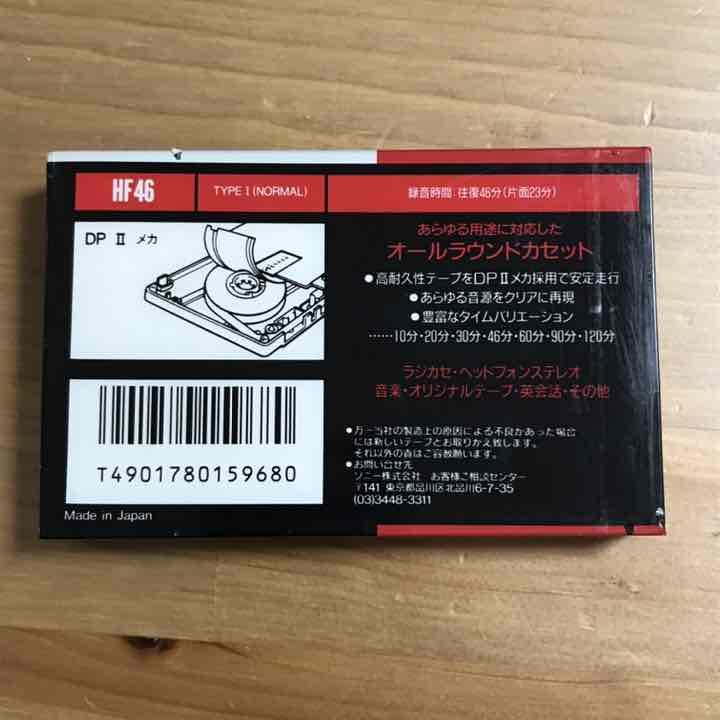 HF46
TYPE I (NORMAL)
録音時間:往復46分(片面23分)
DP II メカ
あらゆる用途に対応した
オールラウンドカセット
●高耐久性テープをDPⅡメカ採用で安定走行
●あらゆる音源をクリアに再現
●豊富なタイムバリエーション
……10分・20分・30分・46分・60分・90分・120分
ラジカセ・ヘッドフォンステレオ
音楽・オリジナルテープ・英会話・その他
●万一当社の製造上の原因による不良があった場合
には新しいテープとお取りかえ致します。
それ以外の責はご容赦願います。
●お問い合せ先
ソニー株式会社 お客様ご相談センター
〒141 東京都品川区北品川6-7-35
(03)3448-3311
T4901780159680
Made in Japan